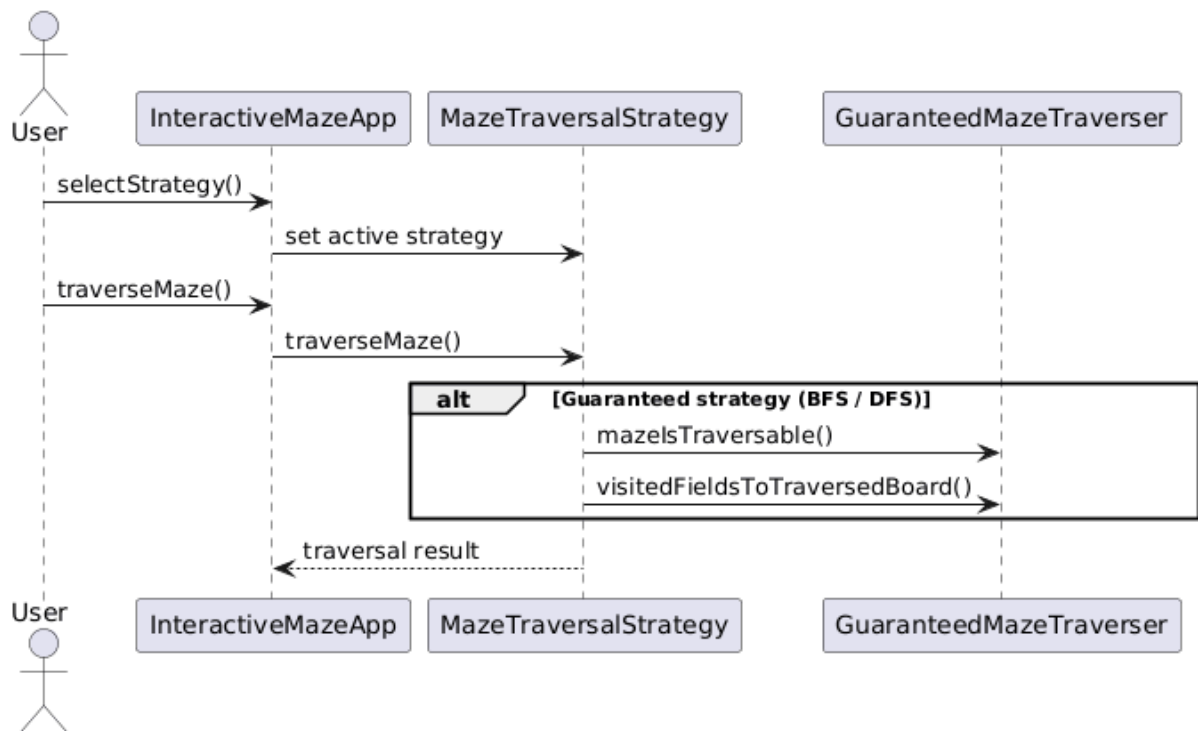 User
InteractiveMazeApp
MazeTraversalStrategy
GuaranteedMazeTraverser
selectStrategy()
set active strategy
traverseMaze()
traverseMaze()
alt
[Guaranteed strategy (BFS / DFS)]
mazeIsTraversable()
visitedFieldsToTraversedBoard()
traversal result
User
InteractiveMazeApp
MazeTraversalStrategy
GuaranteedMazeTraverser